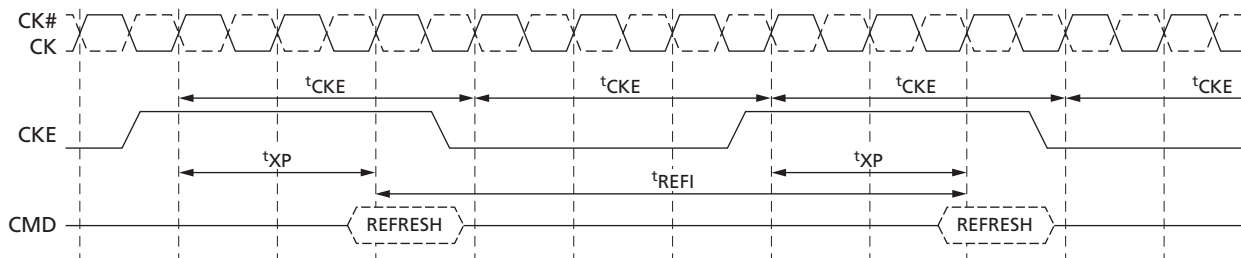 CK#
CK
tCKE tCKE tCKE tCKE
CKE
tXP tXP
tREFI
CMD REFRESH REFRESH